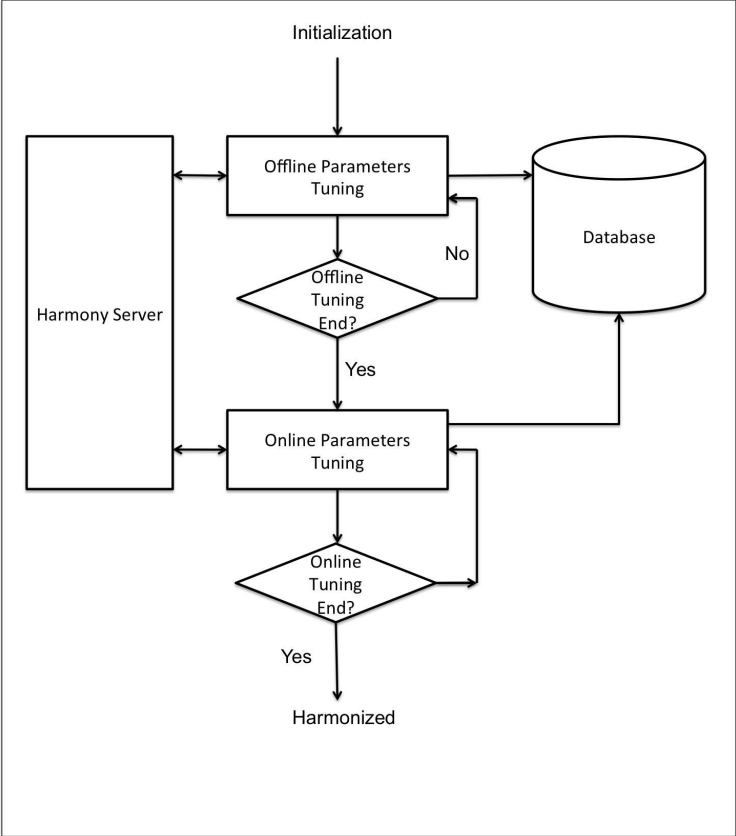 Initialization
Offline Parameters
Tuning
Database
No
Offline
Tuning
End?
Harmony Server
Yes
Online Parameters
Tuning
Online
Tuning
End?
Yes
Harmonized